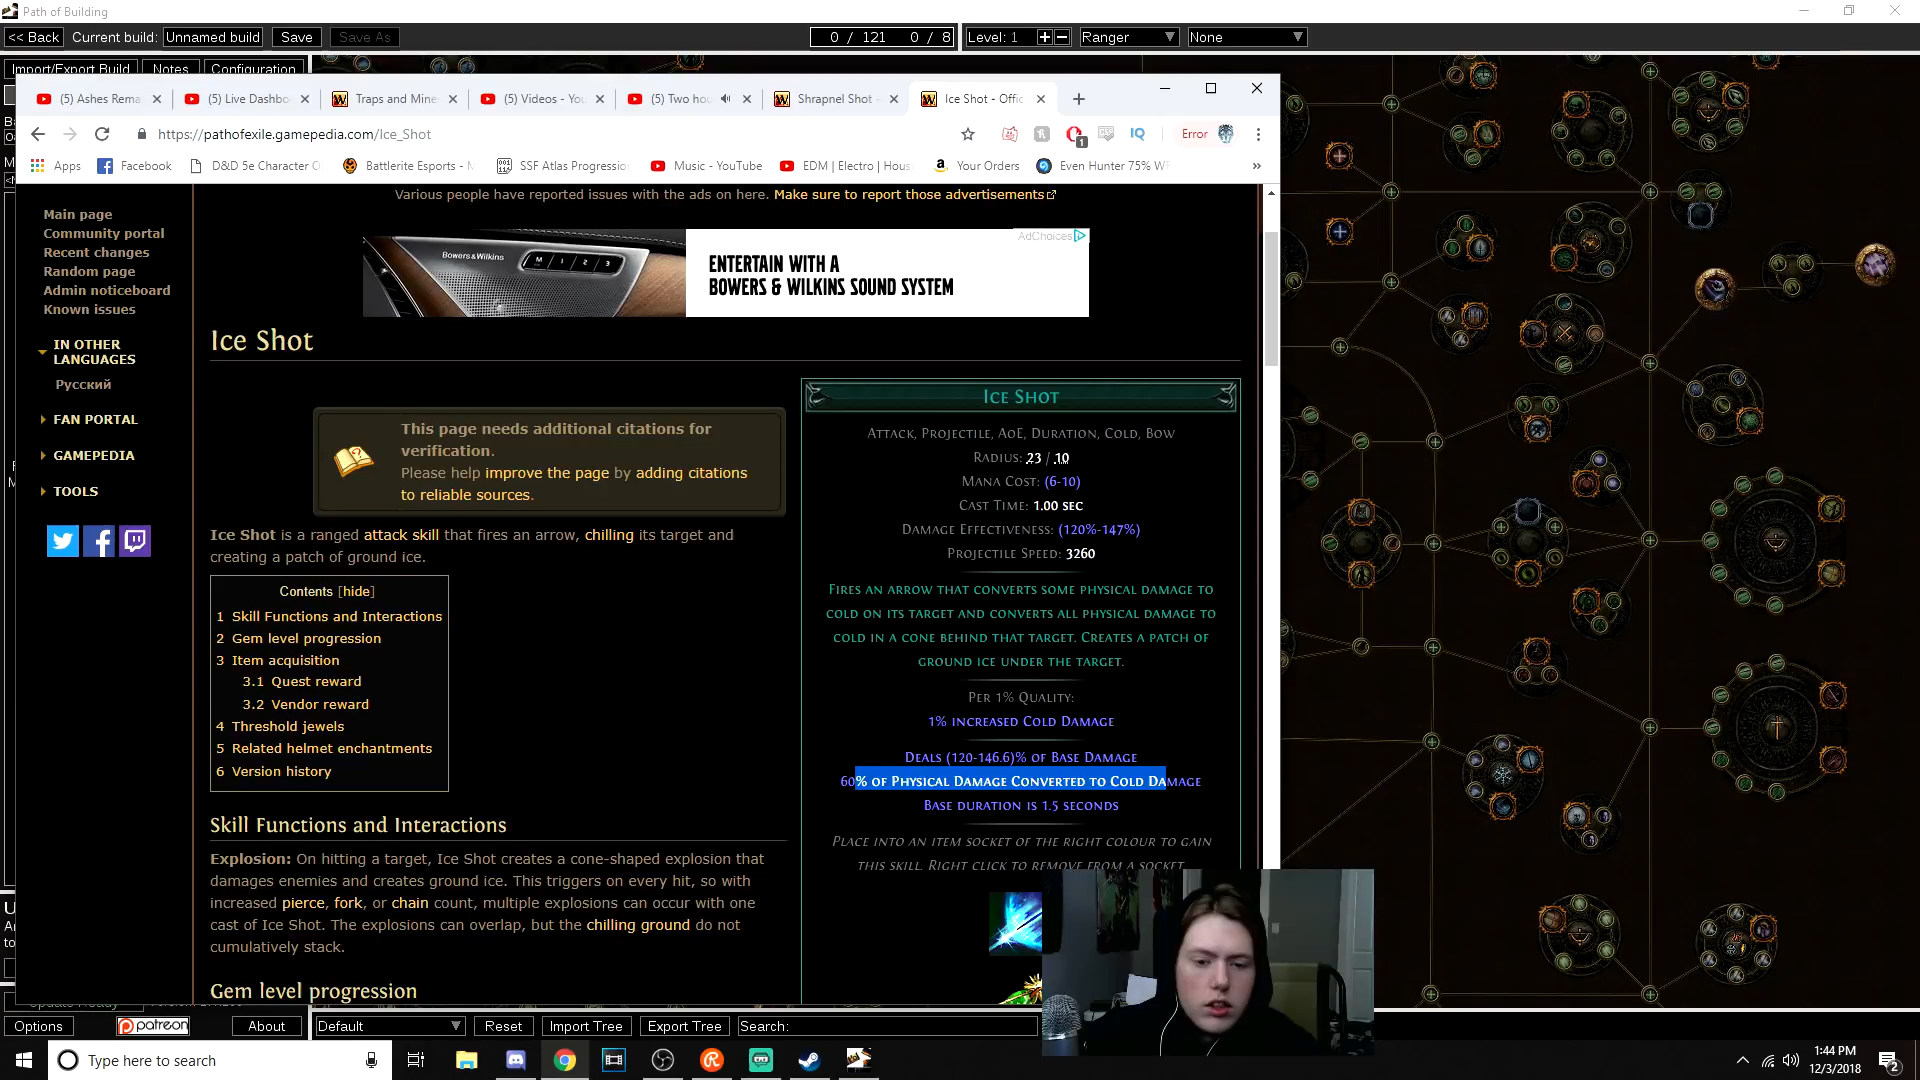 Path of Building
<< Back Current build: Unnamed build Save Save As 0 / 121 0 / 8 Level: 1 Ranger None
Import/Export Build Notes Configuration
(5) Ashes Rema (5) Live Dashbo Traps and Mine (5) Videos - You (5) Two hou Shrapnel Shot - Ice Shot - Offic
https://pathofexile.gamepedia.com/Ice_Shot
IQ Error
Apps Facebook D&D 5e Character C Battlerite Esports - N SSF Atlas Progressio Music - YouTube EDM | Electro | Hous Your Orders Even Hunter 75% WF
Various people have reported issues with the ads on here. Make sure to report those advertisements
Main page
Community portal
Recent changes
Random page
Admin noticeboard
Known issues
IN OTHER
LANGUAGES
Русский
FAN PORTAL
GAMEPEDIA
TOOLS
AdChoices
Bowers & Wilkins
M 1 2 3
ENTERTAIN WITH A
BOWERS & WILKINS SOUND SYSTEM
Ice Shot
This page needs additional citations for
verification.
Please help improve the page by adding citations
to reliable sources.
Ice Shot is a ranged attack skill that fires an arrow, chilling its target and
creating a patch of ground ice.
Contents [hide]
1 Skill Functions and Interactions
2 Gem level progression
3 Item acquisition
3.1 Quest reward
3.2 Vendor reward
4 Threshold jewels
5 Related helmet enchantments
6 Version history
Skill Functions and Interactions
Explosion: On hitting a target, Ice Shot creates a cone-shaped explosion that
damages enemies and creates ground ice. This triggers on every hit, so with
increased pierce, fork, or chain count, multiple explosions can occur with one
cast of Ice Shot. The explosions can overlap, but the chilling ground do not
cumulatively stack.
Gem level progression
Ice Shot
Attack, Projectile, AoE, Duration, Cold, Bow
Radius: 23 / 10
Mana Cost: (6-10)
Cast Time: 1.00 sec
Damage Effectiveness: (120%-147%)
Projectile Speed: 3260
Fires an arrow that converts some physical damage to
cold on its target and converts all physical damage to
cold in a cone behind that target. Creates a patch of
ground ice under the target.
Per 1% Quality:
1% increased Cold Damage
Deals (120-146.6)% of Base Damage
60% of Physical Damage Converted to Cold Damage
Base duration is 1.5 seconds
Place into an item socket of the right colour to gain
this skill. Right click to remove from a socket.
Options patreon About Default Reset Import Tree Export Tree Search:
Type here to search
1:44 PM
12/3/2018
2